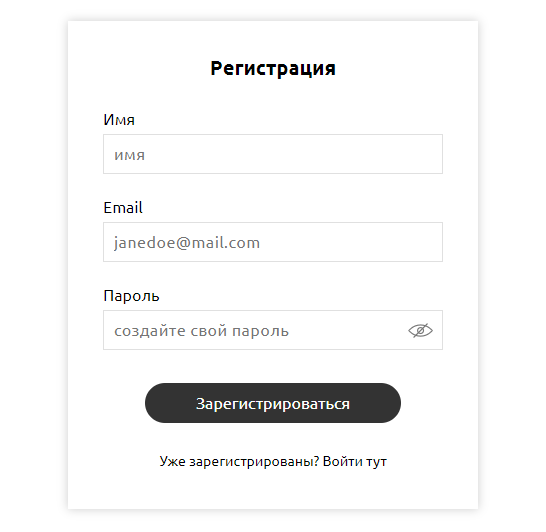 Регистрация
Имя
имя
Email
janedoe@mail.com
Пароль
создайте свой пароль
Зарегистрироваться
Уже зарегистрированы? Войти тут